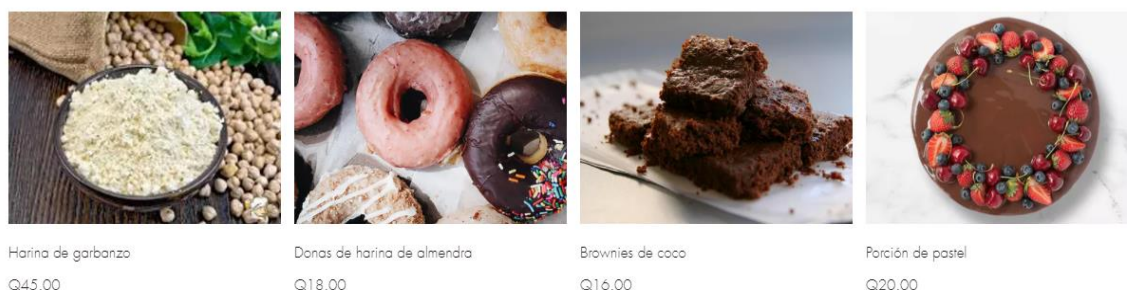 Harina de garbanzo
Donas de harina de almendra
Brownies de coco
Porción de pastel
Q45.00
Q18.00
Q16.00
Q20.00